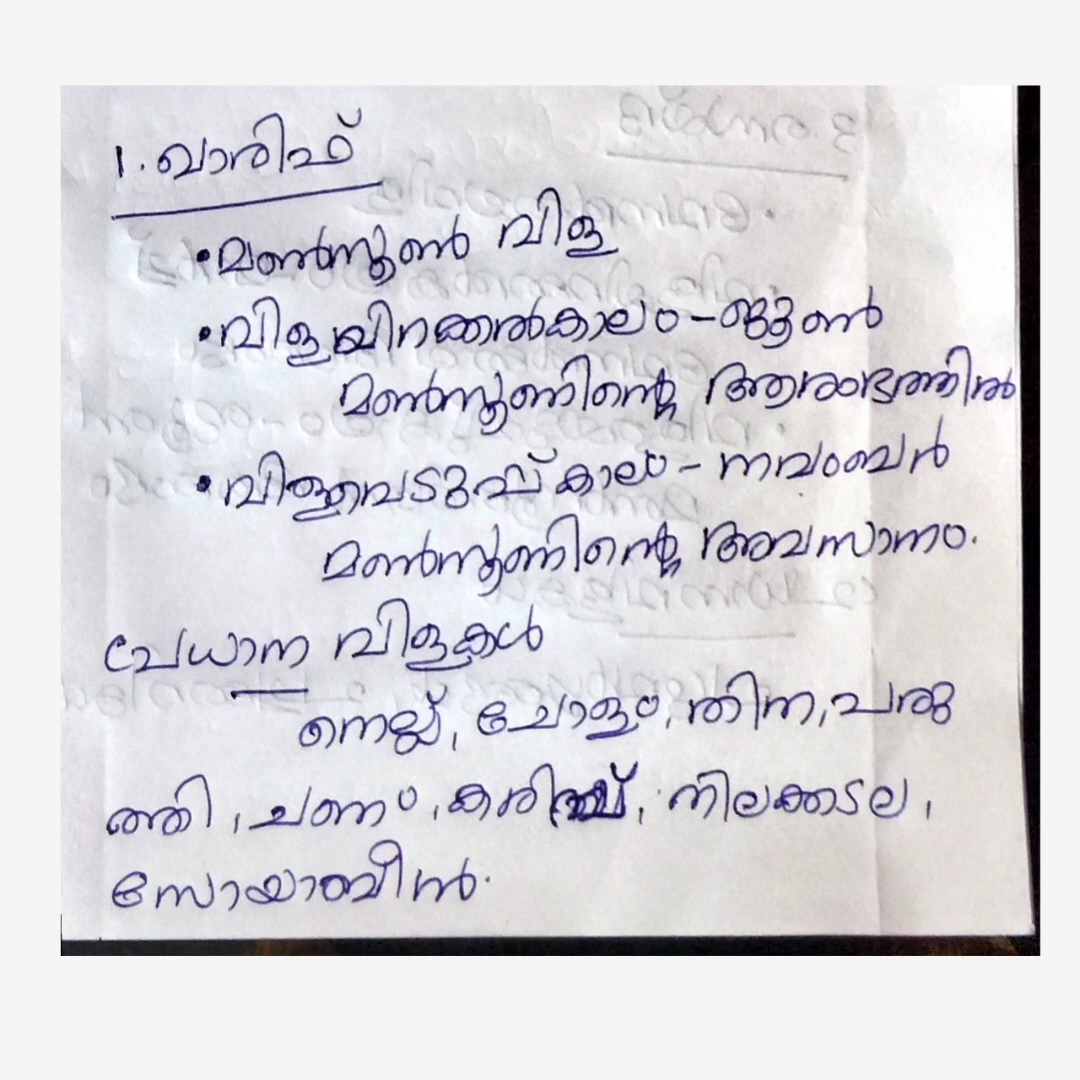 1. ഖാരിഫ്
• മൺസൂൺ വിള
• വിളയിറക്കൽകാലം - ജൂൺ
മൺസൂണിന്റെ ആരംഭത്തിൽ
• വിളവെടുപ്പ് കാലം - നവംബർ
മൺസൂണിന്റെ അവസാനം.
പ്രധാന വിളകൾ
നെല്ല്, ചോളം, തിന, പരു
ത്തി, ചണം, കരിമ്പ്, നിലക്കടല,
സോയാബീൻ.